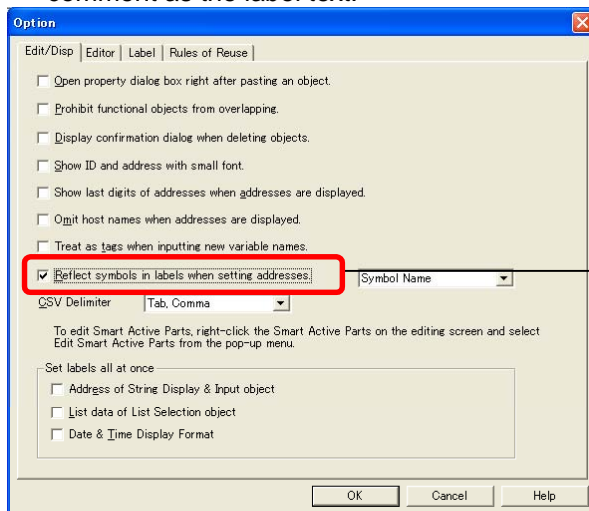 comment as the label text.
Option
Edit/Disp Editor Label Rules of Reuse
Open property dialog box right after pasting an object.
Prohibit functional objects from overlapping.
Display confirmation dialog when deleting objects.
Show ID and address with small font.
Show last digits of addresses when addresses are displayed.
Omit host names when addresses are displayed.
Treat as tags when inputting new variable names.
Reflect symbols in labels when setting addresses. Symbol Name
CSV Delimiter Tab, Comma
To edit Smart Active Parts, right-click the Smart Active Parts on the editing screen and select
Edit Smart Active Parts from the pop-up menu.
Set labels all at once
Address of String Display & Input object
List data of List Selection object
Date & Time Display Format
OK Cancel Help